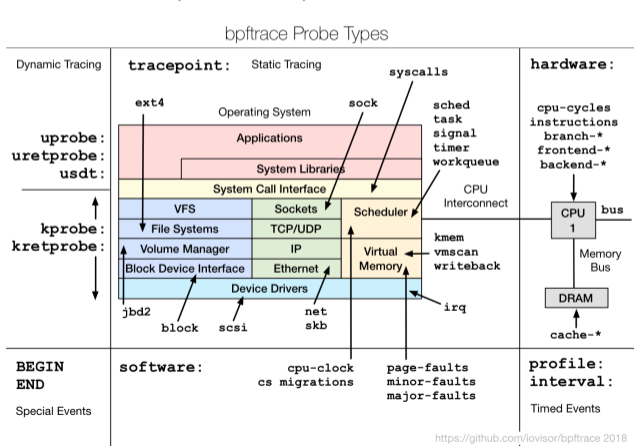 bpftrace Probe Types
Dynamic Tracing
tracepoint: Static Tracing
hardware:
syscalls
ext4
sock
Operating System
sched
task
signal
timer
workqueue
cpu-cycles
instructions
branch-*
frontend-*
backend-*
uprobe:
uretprobe:
usdt:
Applications
System Libraries
System Call Interface
kprobe:
kretprobe:
VFS
Sockets
Scheduler
File Systems
TCP/UDP
Volume Manager
IP
Virtual
Memory
Block Device Interface
Ethernet
Device Drivers
CPU
Interconnect
kmem
vmscan
writeback
CPU
1
bus
Memory
Bus
DRAM
cache-*
jbd2
block
scsi
net
skb
irq
BEGIN
END
Special Events
software:
cpu-clock
cs migrations
page-faults
minor-faults
major-faults
profile:
interval:
Timed Events
https://github.com/iovisor/bpftrace 2018